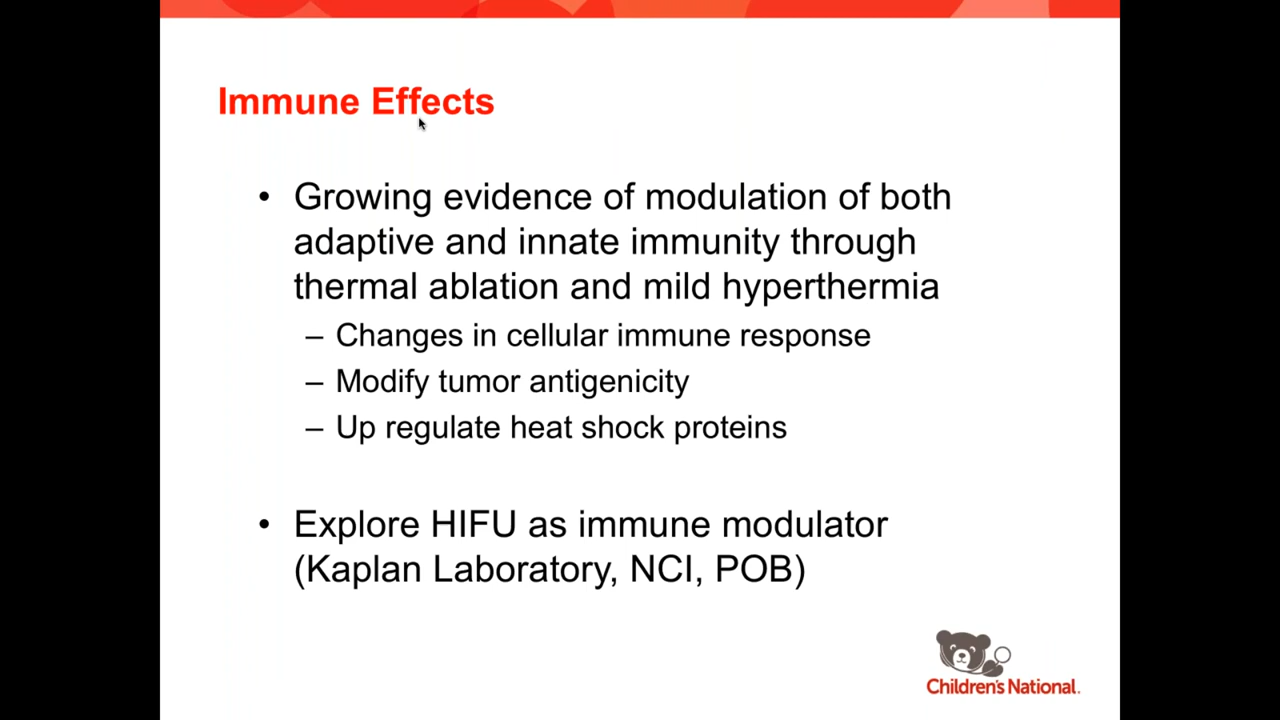 Immune Effects
• Growing evidence of modulation of both
adaptive and innate immunity through
thermal ablation and mild hyperthermia
– Changes in cellular immune response
– Modify tumor antigenicity
– Up regulate heat shock proteins
• Explore HIFU as immune modulator
(Kaplan Laboratory, NCI, POB)
Children's National.